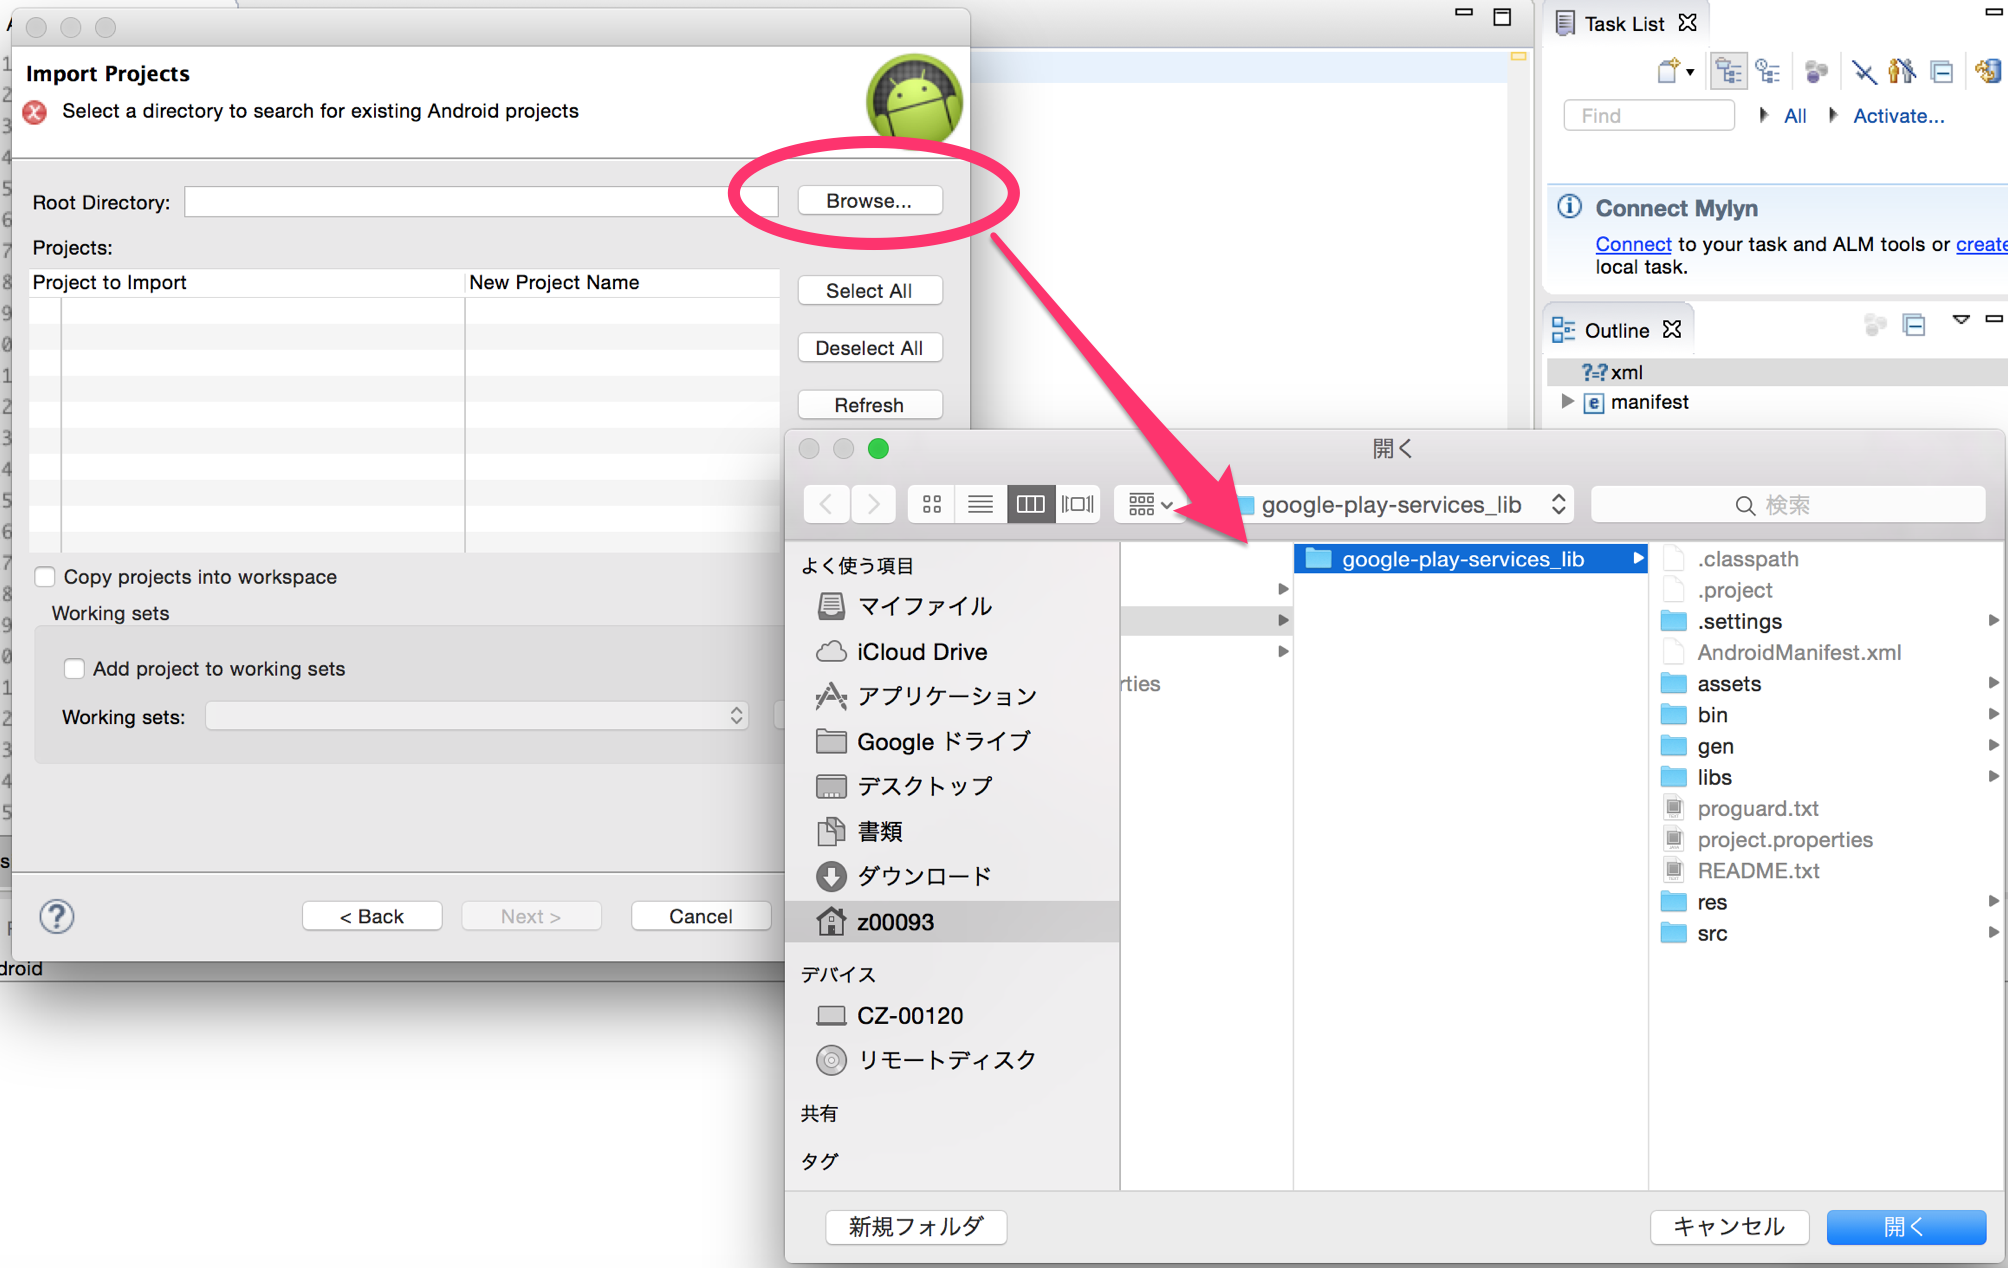 Import Projects
Select a directory to search for existing Android projects
Root Directory:
Browse...
Projects:
Project to Import
New Project Name
Select All
Deselect All
Refresh
Copy projects into workspace
Working sets
Add project to working sets
Working sets:
< Back
Next >
Cancel
droid
Task List
Find
All
Activate...
Connect Mylyn
Connect to your task and ALM tools or create
local task.
Outline
?=? xml
e manifest
開く
google-play-services_lib
検索
よく使う項目
マイファイル
iCloud Drive
アプリケーション
Google ドライブ
デスクトップ
書類
ダウンロード
z00093
デバイス
CZ-00120
リモートディスク
共有
タグ
rties
google-play-services_lib
.classpath
.project
.settings
AndroidManifest.xml
assets
bin
gen
libs
proguard.txt
project.properties
README.txt
res
src
新規フォルダ
キャンセル
開く